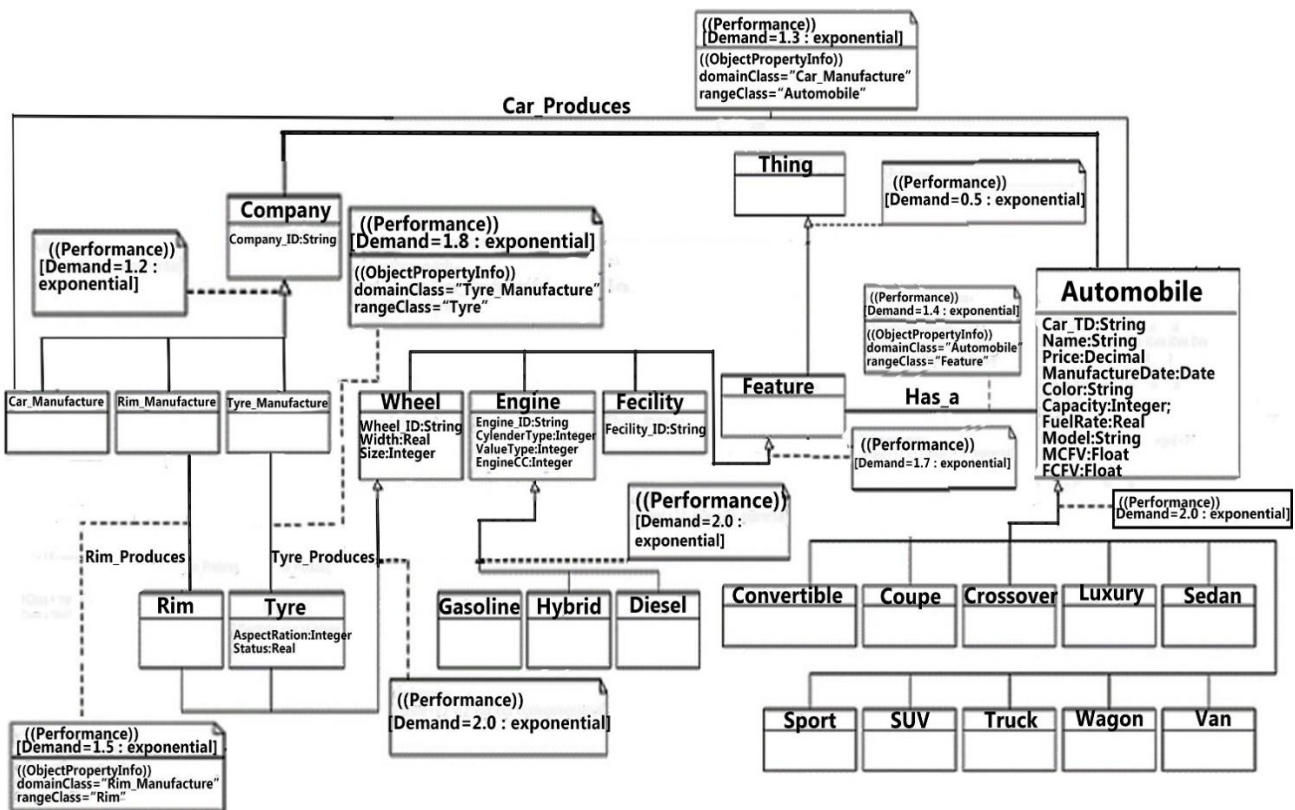 ((Performance))
[Demand=1.3 : exponential]
((ObjectPropertyInfo))
domainClass="Car_Manufacture"
rangeClass="Automobile"
Car_Produces
Thing
((Performance))
[Demand=0.5 : exponential]
Company
Company_ID:String
((Performance))
[Demand=1.8 : exponential]
((ObjectPropertyInfo))
domainClass="Tyre_Manufacture"
rangeClass="Tyre"
((Performance))
[Demand=1.2 :
exponential]
((Performance))
[Demand=1.4 : exponential]
((ObjectPropertyInfo))
domainClass="Automobile"
rangeClass="Feature"
Automobile
Car_TD:String
Name:String
Price:Decimal
ManufactureDate:Date
Color:String
Capacity:Integer;
FuelRate:Real
Model:String
MCFV:Float
FCFV:Float
Car_Manufacture
Rim_Manufacture
Tyre_Manufacture
Wheel
Wheel_ID:String
Width:Real
Size:Integer
Engine
Engine_ID:String
CylenderType:Integer
ValueType:Integer
EngineCC:Integer
Fecility
Fecility_ID:String
Feature
Has_a
((Performance))
[Demand=1.7 : exponential]
((Performance))
[Demand=2.0 :
exponential]
((Performance))
Demand=2.0 : exponential]
Rim_Produces
Tyre_Produces
Rim
Tyre
AspectRation:Integer
Status:Real
Gasoline
Hybrid
Diesel
Convertible
Coupe
Crossover
Luxury
Sedan
((Performance))
[Demand=2.0 : exponential]
Sport
SUV
Truck
Wagon
Van
((Performance))
[Demand=1.5 : exponential]
((ObjectPropertyInfo))
domainClass="Rim_Manufacture"
rangeClass="Rim"